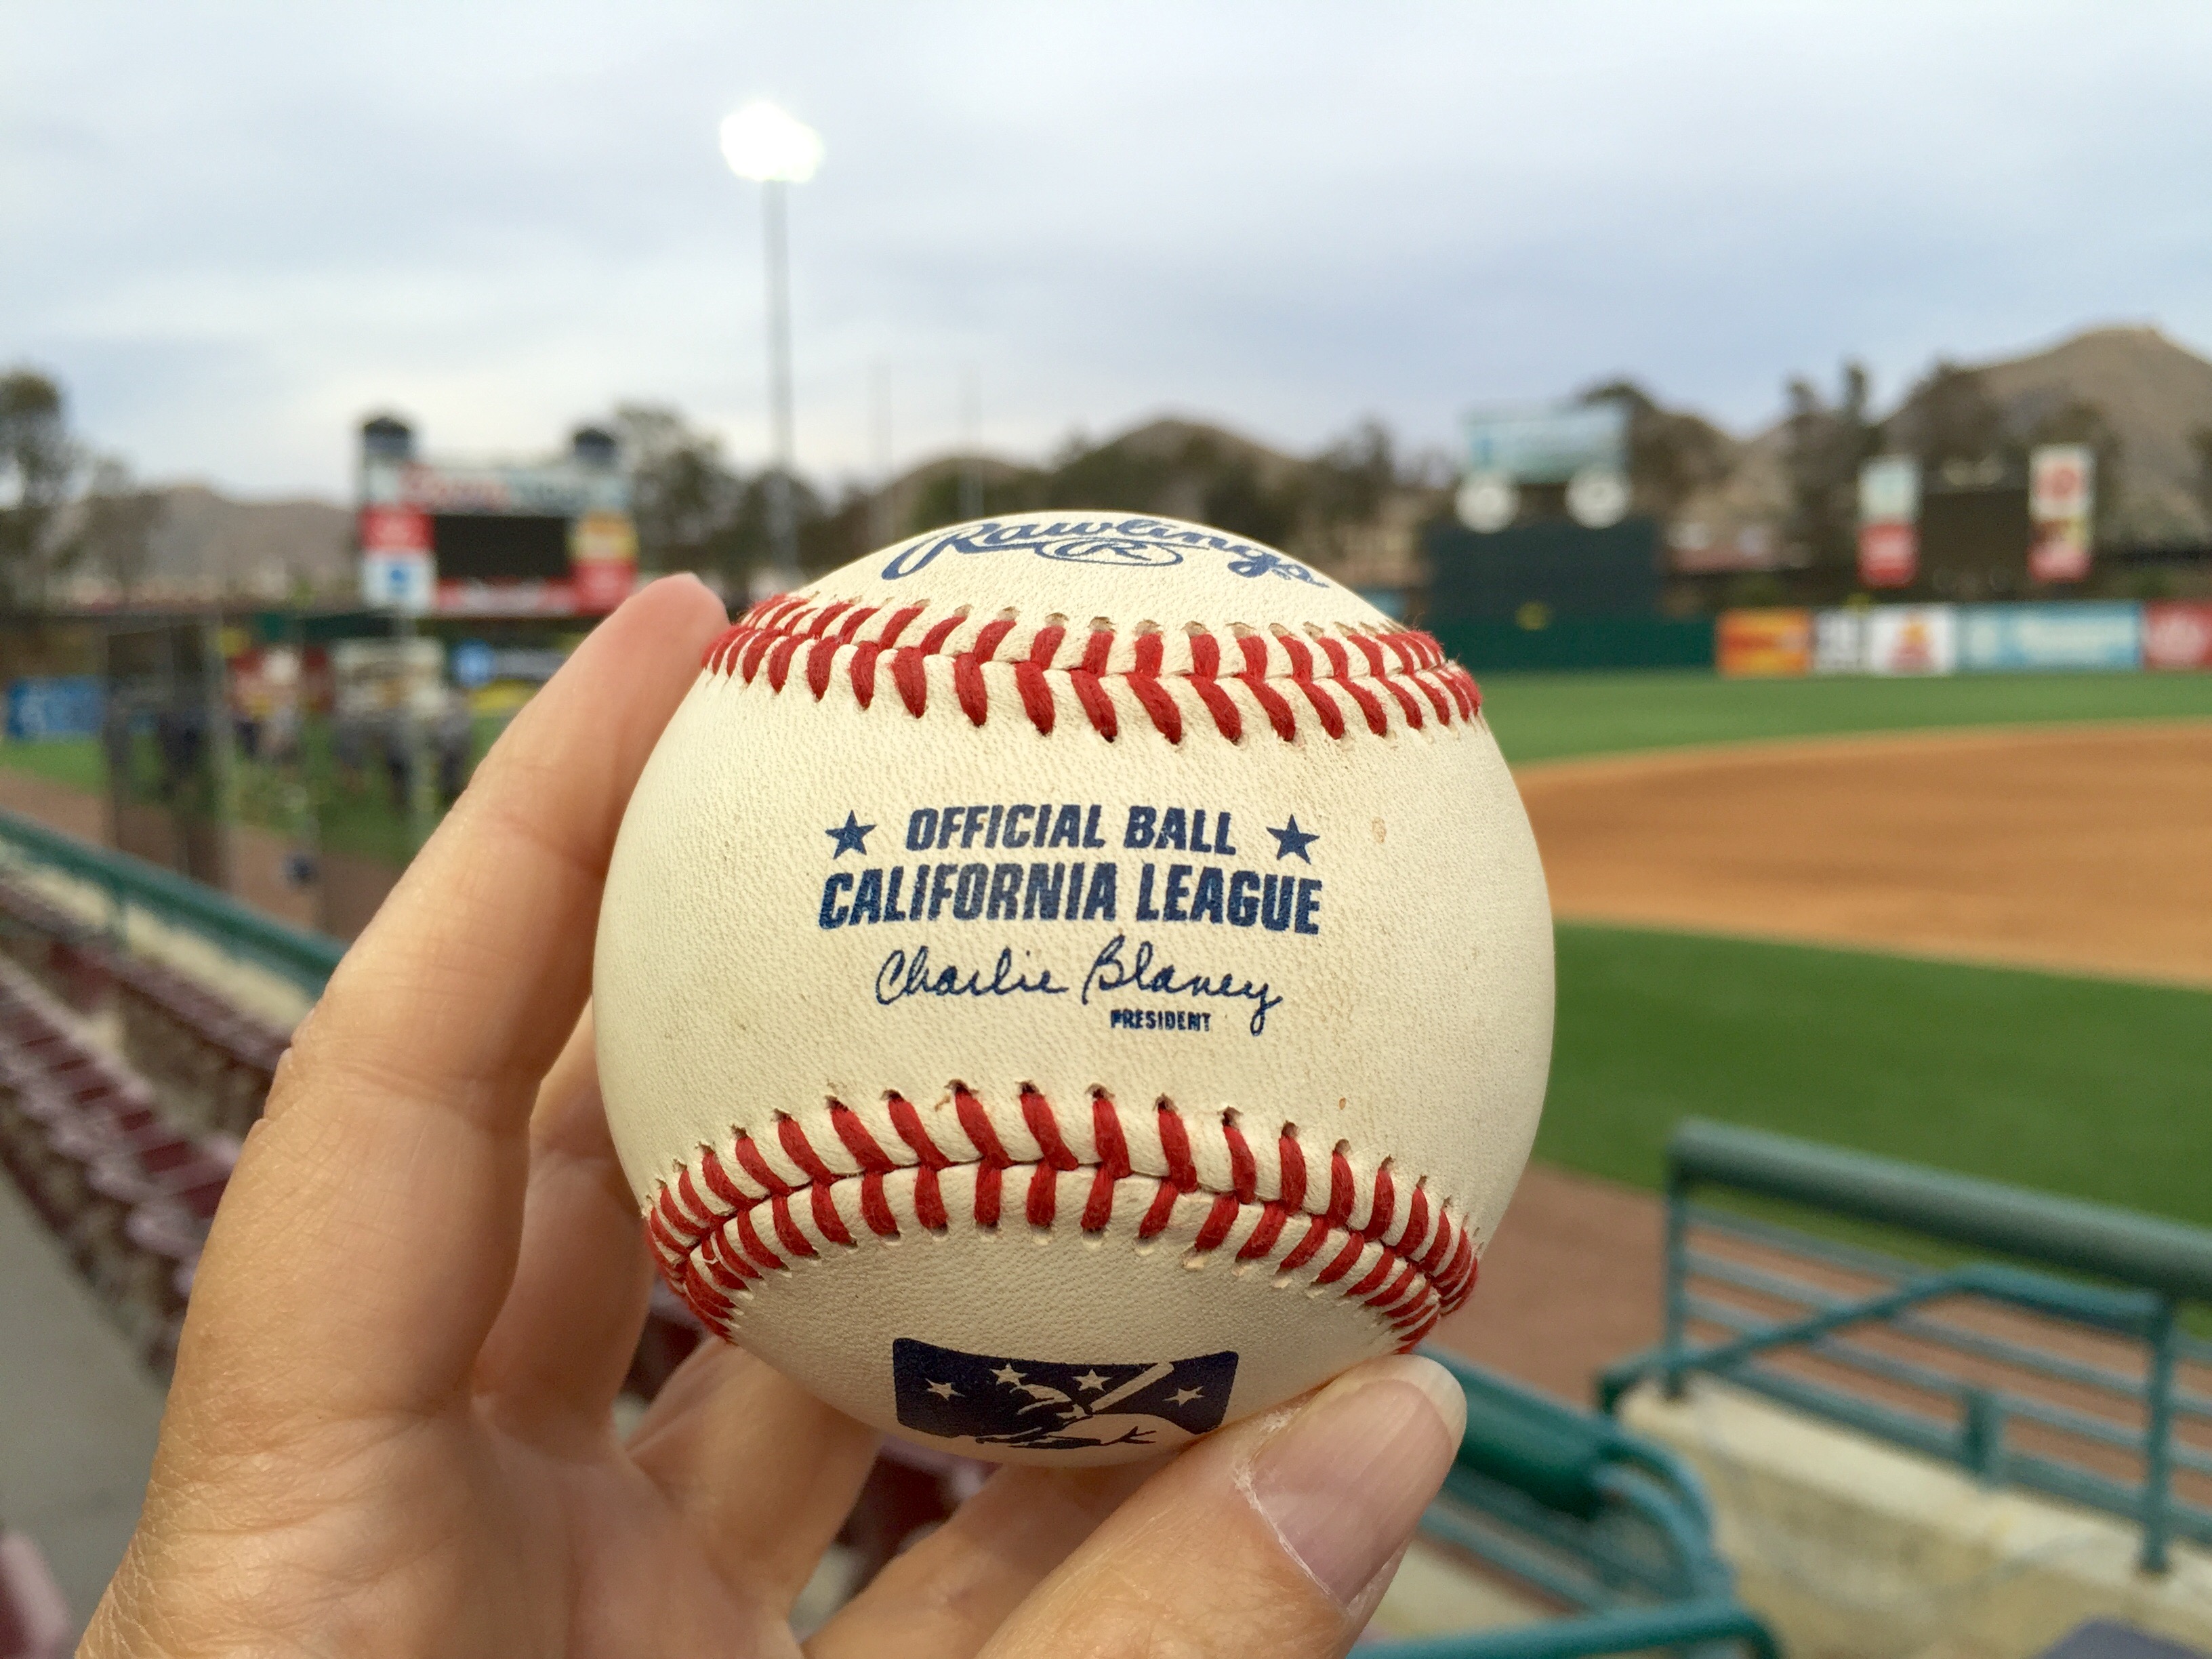 Rawlings
R
OFFICIAL BALL
CALIFORNIA LEAGUE
Charlie Blaney
PRESIDENT